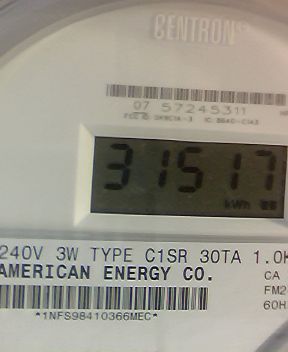 CENTRON®
07 57245311
31517
kWh
240V 3W TYPE C1SR 30TA 1.0K
AMERICAN ENERGY CO.
CA
FM2
60H
*1NFS98410366MEC*